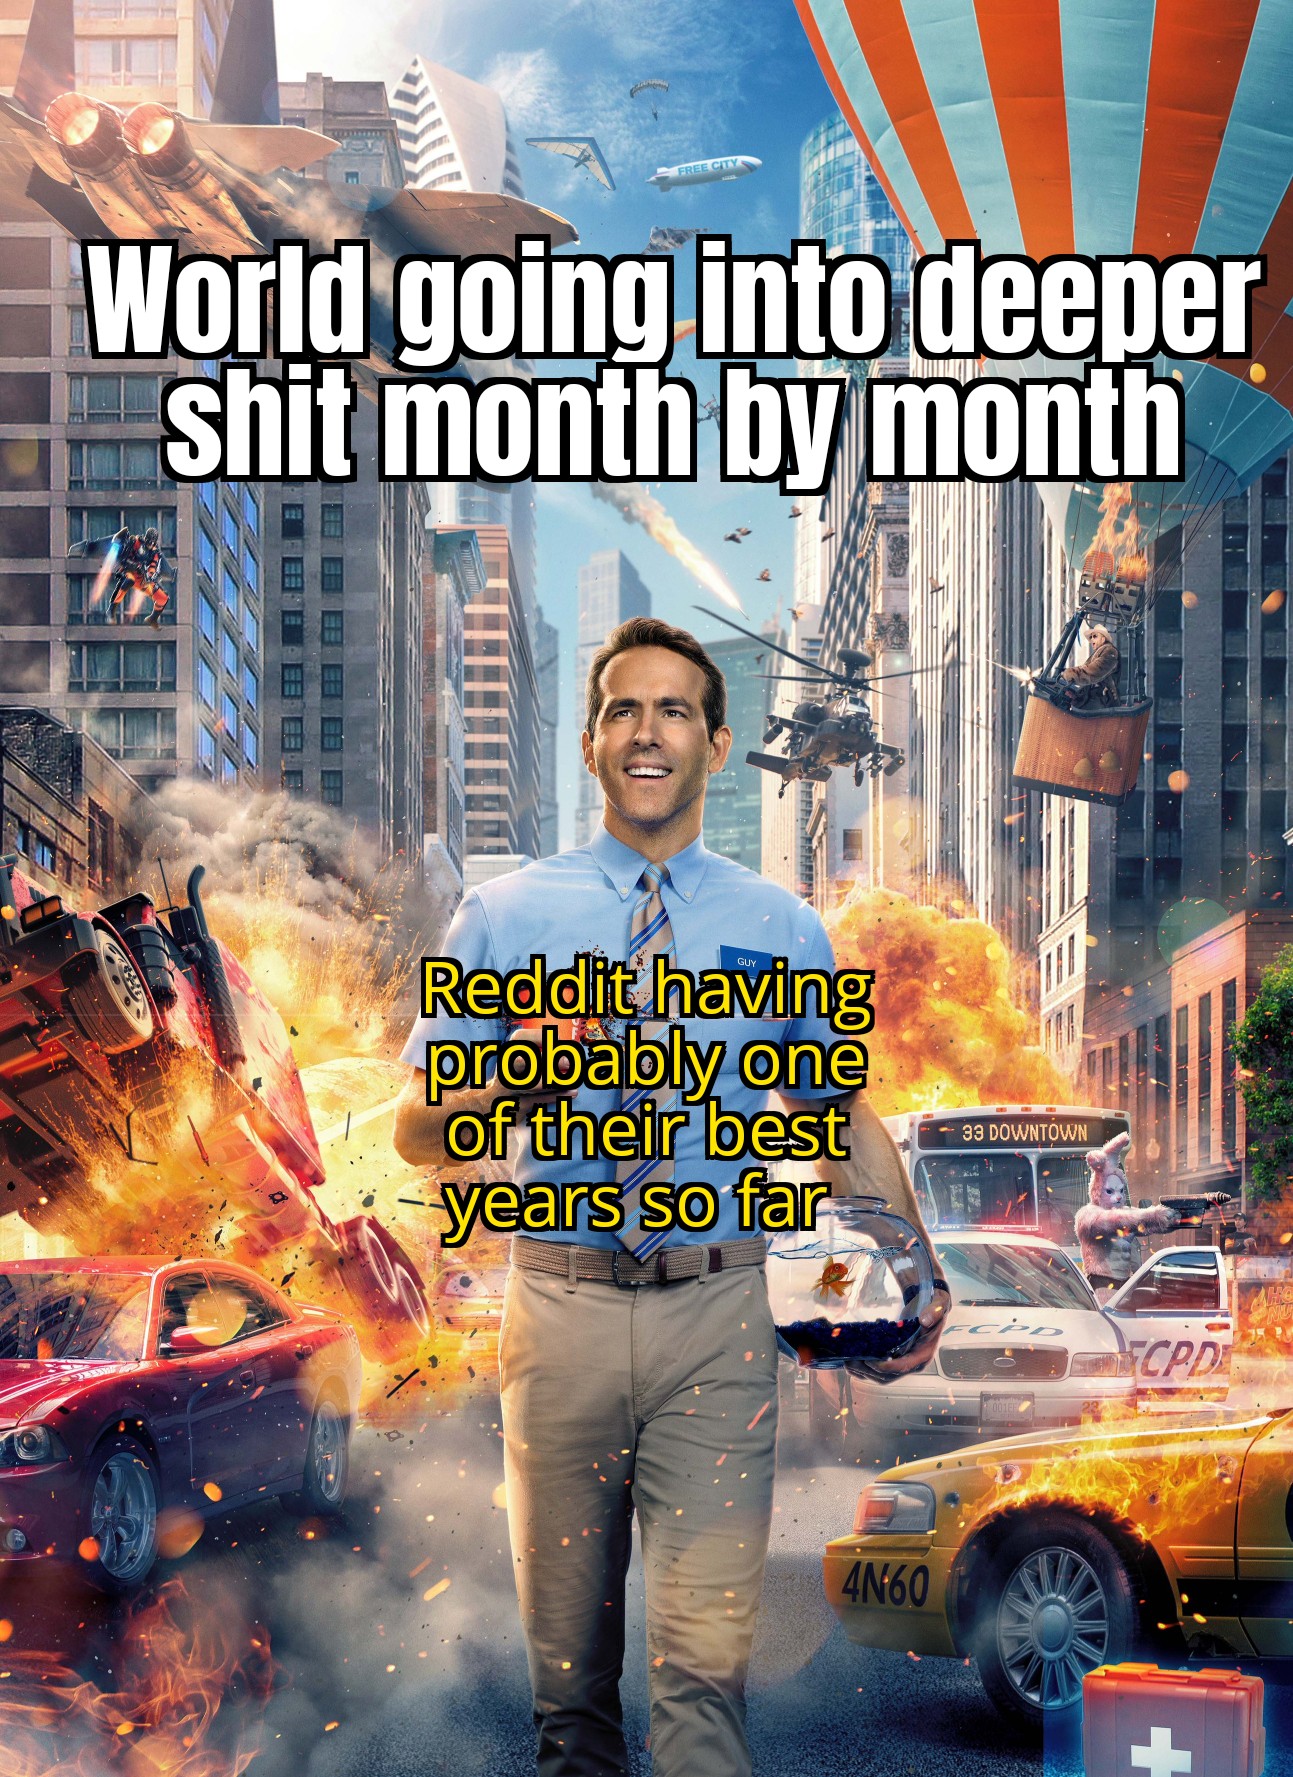 FREE CITY
World going into deeper
shit month by month
GUY
Reddit having
probably one
of their best
years so far
33 DOWNTOWN
FCPD
FCPD
4N60